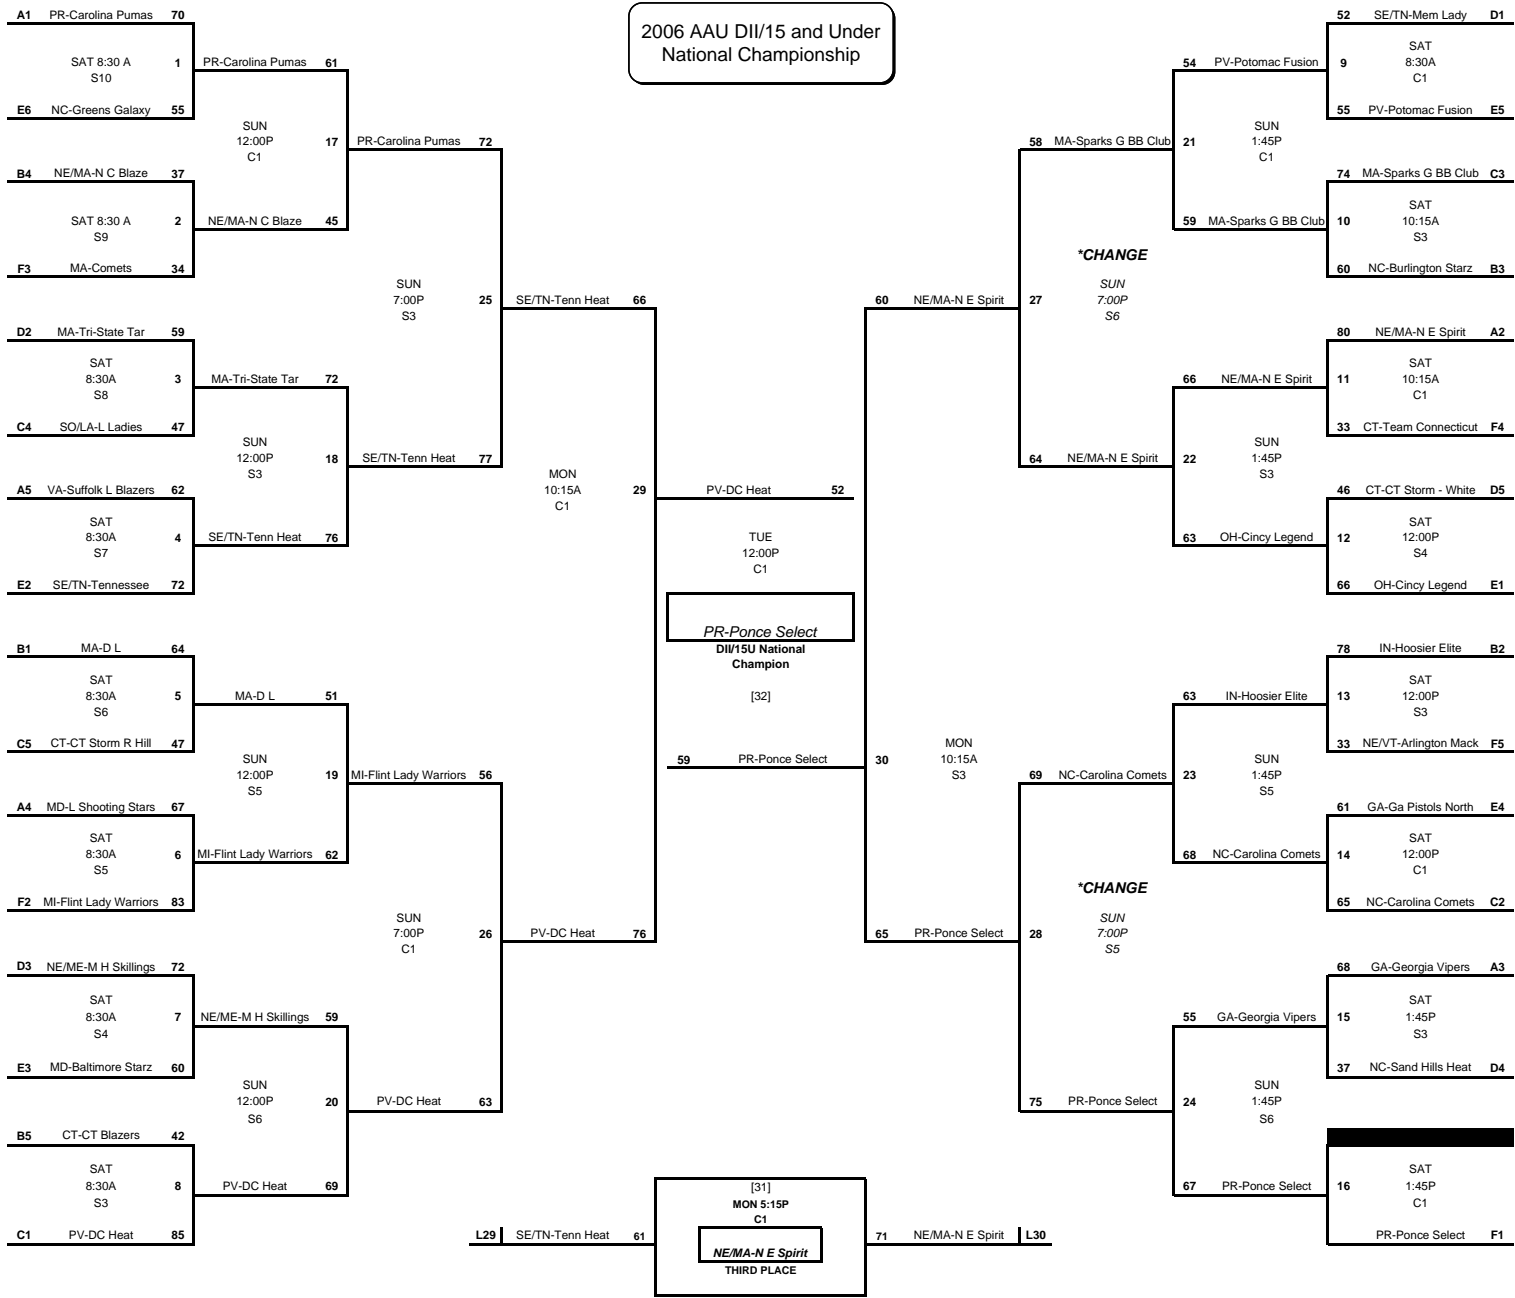 2006 AAU DII/15 and Under
National Championship
A1 PR-Carolina Pumas 70
SAT 8:30 A 1
S10
E6 NC-Greens Galaxy 55
B4 NE/MA-N C Blaze 37
SAT 8:30 A 2
S9
F3 MA-Comets 34
D2 MA-Tri-State Tar 59
SAT
8:30A 3
S8
C4 SO/LA-L Ladies 47
A5 VA-Suffolk L Blazers 62
SAT
8:30A 4
S7
E2 SE/TN-Tennessee 72
B1 MA-D L 64
SAT
8:30A 5
S6
C5 CT-CT Storm R Hill 47
A4 MD-L Shooting Stars 67
SAT
8:30A 6
S5
F2 MI-Flint Lady Warriors 83
D3 NE/ME-M H Skillings 72
SAT
8:30A 7
S4
E3 MD-Baltimore Starz 60
B5 CT-CT Blazers 42
SAT
8:30A 8
S3
C1 PV-DC Heat 85
PR-Carolina Pumas 61
SUN
12:00P 17
C1
NE/MA-N C Blaze 45
MA-Tri-State Tar 72
SUN
12:00P 18
S3
SE/TN-Tenn Heat 76
MA-D L 51
SUN
12:00P 19
S5
MI-Flint Lady Warriors 62
NE/ME-M H Skillings 59
SUN
12:00P 20
S6
PV-DC Heat 69
PR-Carolina Pumas 72
SUN
7:00P 25
S3
SE/TN-Tenn Heat 77
MI-Flint Lady Warriors 56
SUN
7:00P 26
C1
PV-DC Heat 63
SE/TN-Tenn Heat 66
MON
10:15A 29
C1
PV-DC Heat 76
PV-DC Heat 52
TUE
12:00P
C1
PR-Ponce Select
DII/15U National
Champion
[32]
59 PR-Ponce Select
60 NE/MA-N E Spirit
30 MON
10:15A
S3
65 PR-Ponce Select
58 MA-Sparks G BB Club
*CHANGE
27 SUN
7:00P
S6
64 NE/MA-N E Spirit
69 NC-Carolina Comets
*CHANGE
28 SUN
7:00P
S5
75 PR-Ponce Select
54 PV-Potomac Fusion
21 SUN
1:45P
C1
59 MA-Sparks G BB Club
66 NE/MA-N E Spirit
22 SUN
1:45P
S3
63 OH-Cincy Legend
63 IN-Hoosier Elite
23 SUN
1:45P
S5
68 NC-Carolina Comets
55 GA-Georgia Vipers
24 SUN
1:45P
S6
67 PR-Ponce Select
52 SE/TN-Mem Lady D1
9 SAT
8:30A
C1
55 PV-Potomac Fusion E5
74 MA-Sparks G BB Club C3
10 SAT
10:15A
S3
60 NC-Burlington Starz B3
80 NE/MA-N E Spirit A2
11 SAT
10:15A
C1
33 CT-Team Connecticut F4
46 CT-CT Storm - White D5
12 SAT
12:00P
S4
66 OH-Cincy Legend E1
78 IN-Hoosier Elite B2
13 SAT
12:00P
S3
33 NE/VT-Arlington Mack F5
61 GA-Ga Pistols North E4
14 SAT
12:00P
C1
65 NC-Carolina Comets C2
68 GA-Georgia Vipers A3
15 SAT
1:45P
S3
37 NC-Sand Hills Heat D4
16 SAT
1:45P
C1
PR-Ponce Select F1
[31]
MON 5:15P
C1
L29 SE/TN-Tenn Heat 61
NE/MA-N E Spirit
THIRD PLACE
71 NE/MA-N E Spirit L30